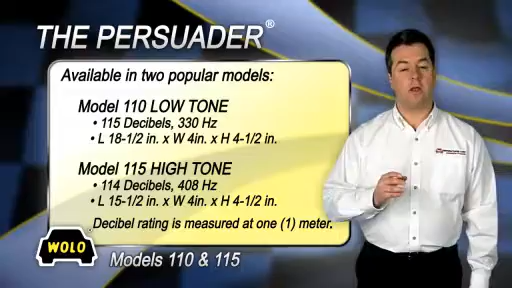 THE PERSUADER®
Available in two popular models:
Model 110 LOW TONE
• 115 Decibels, 330 Hz
• L 18-1/2 in. x W 4in. x H 4-1/2 in.
Model 115 HIGH TONE
• 114 Decibels, 408 Hz
• L 15-1/2 in. x W 4in. x H 4-1/2 in.
Decibel rating is measured at one (1) meter.
WOLO
Models 110 & 115